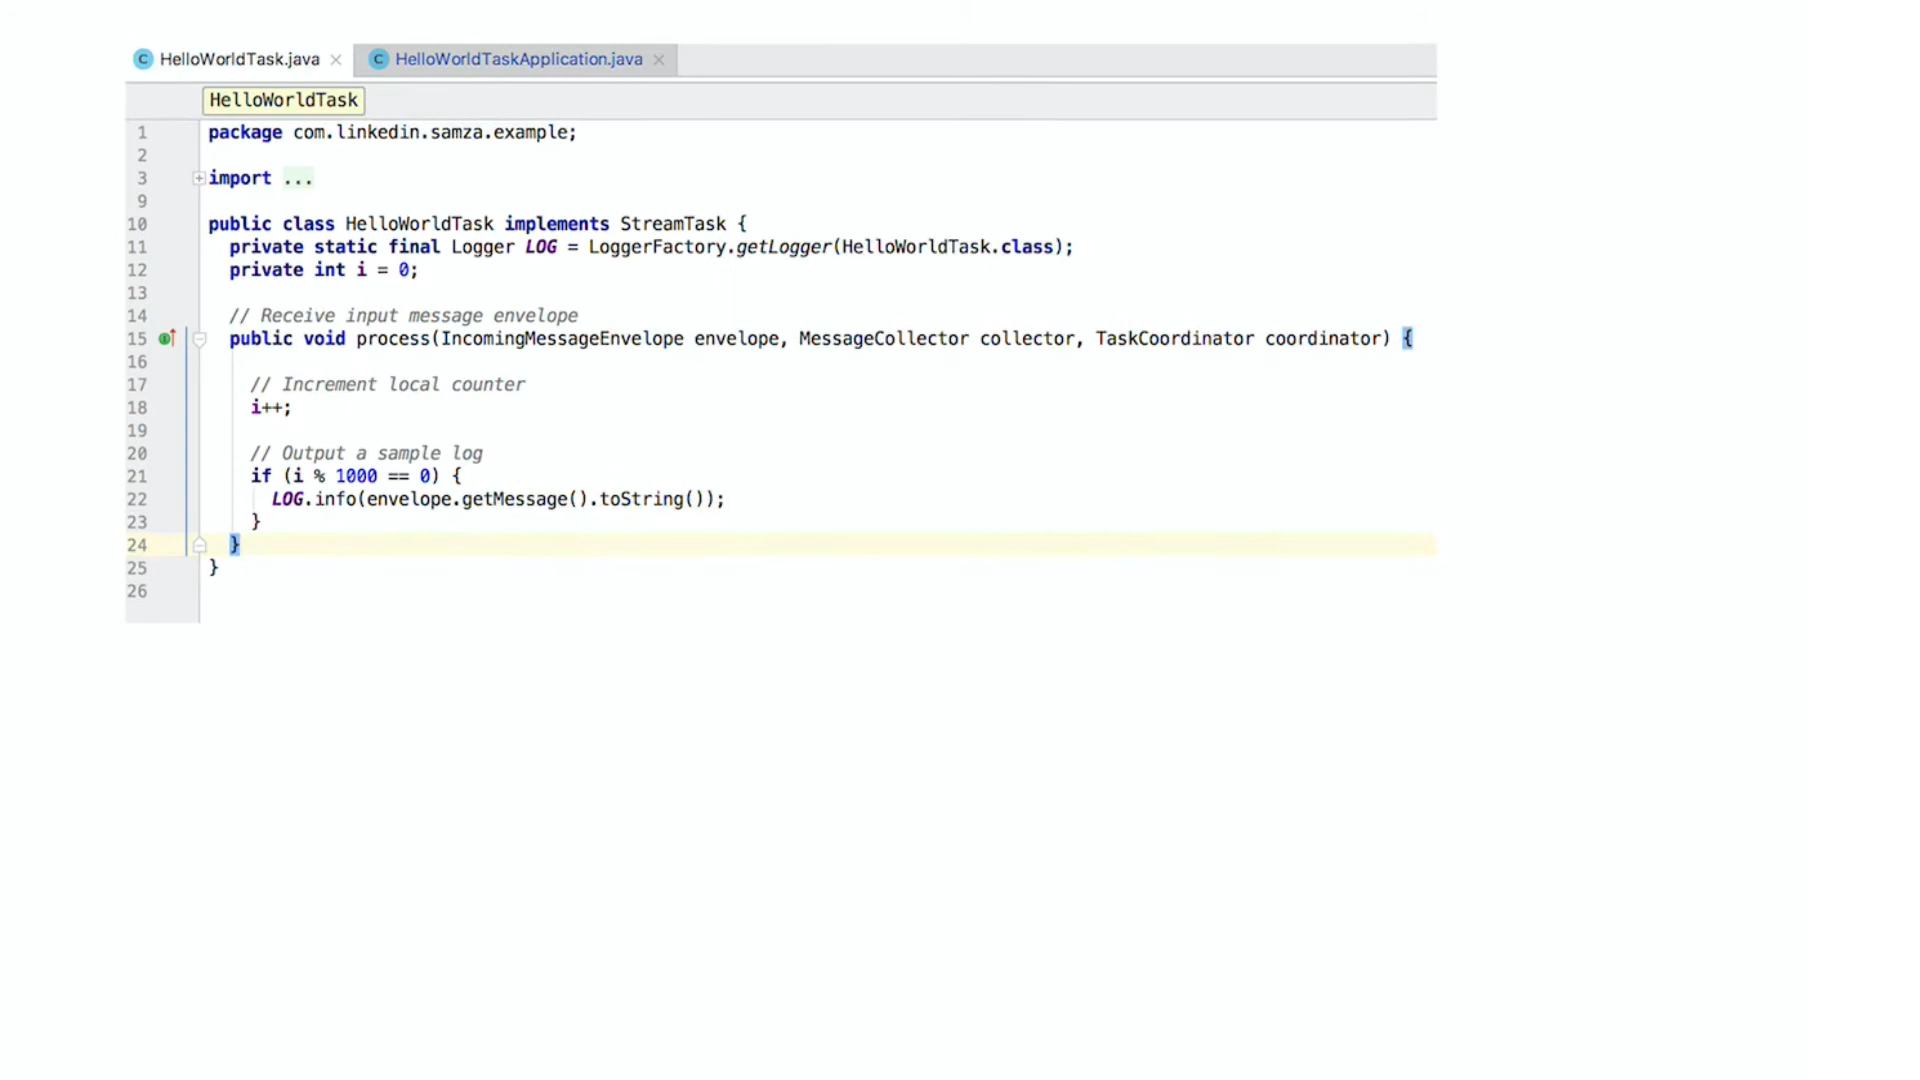 HelloWorldTask.java HelloWorldTaskApplication.java
HelloWorldTask
1 package com.linkedin.samza.example;
2
3 import ...
9
10 public class HelloWorldTask implements StreamTask {
11 private static final Logger LOG = LoggerFactory.getLogger(HelloWorldTask.class);
12 private int i = 0;
13
14 // Receive input message envelope
15 public void process(IncomingMessageEnvelope envelope, MessageCollector collector, TaskCoordinator coordinator) {
16
17 // Increment local counter
18 i++;
19
20 // Output a sample log
21 if (i % 1000 == 0) {
22 LOG.info(envelope.getMessage().toString());
23 }
24 }
25 }
26